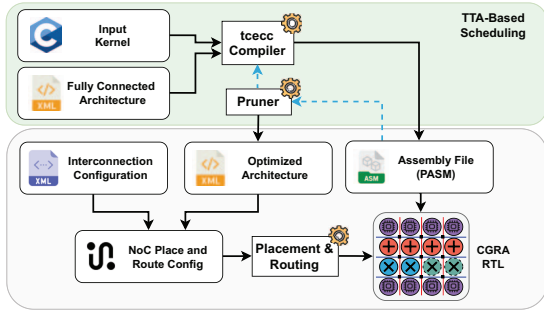 TTA-Based
Scheduling
Input
Kernel
tcecc
Compiler
XML
Fully Connected
Architecture
Pruner
XML
Interconnection
Configuration
XML
Optimized
Architecture
ASM
Assembly File
(PASM)
NoC Place and
Route Config
Placement &
Routing
CGRA
RTL